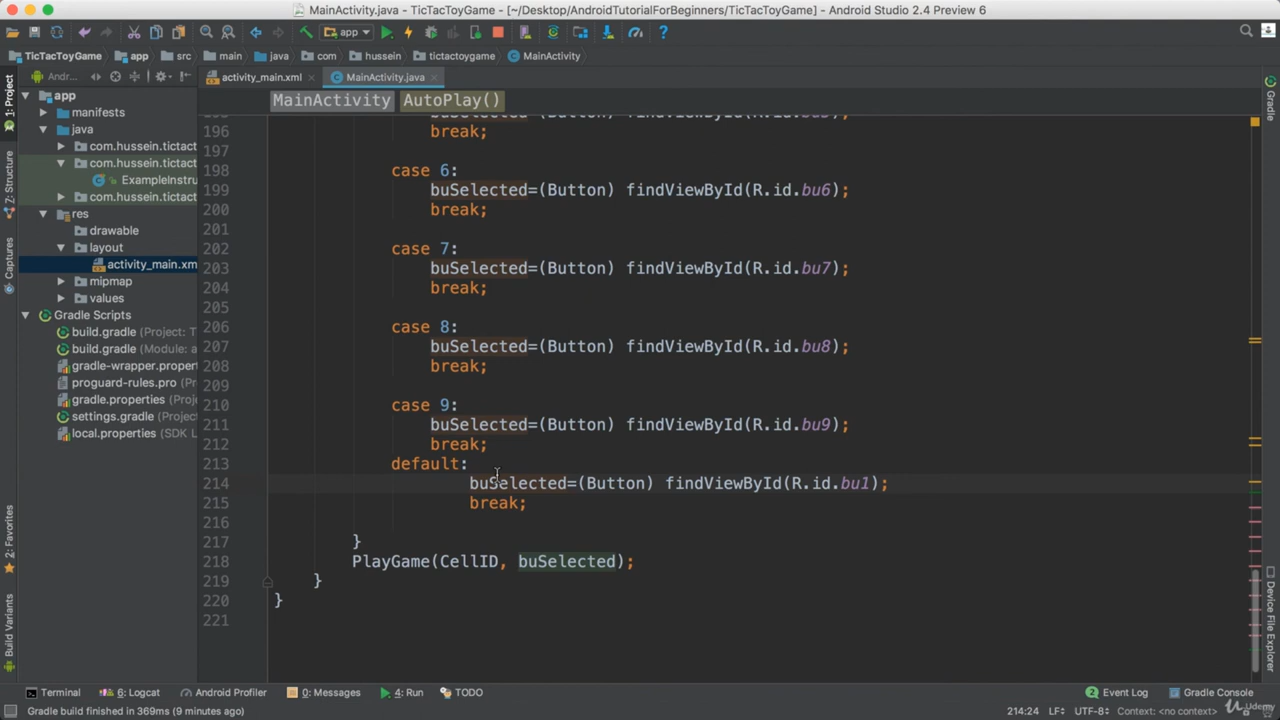 MainActivity.java - TicTacToyGame - [~/Desktop/AndroidTutorialForBeginners/TicTacToyGame] - Android Studio 2.4 Preview 6
app
TicTacToyGame app src main java com hussein tictactoygame MainActivity
1: Project
Z: Structure
Captures
2: Favorites
Build Variants
Andr...
activity_main.xml MainActivity.java
MainActivity AutoPlay()
app
manifests
java
com.hussein.tictact
com.hussein.tictact
ExampleInstru
com.hussein.tictact
res
drawable
layout
activity_main.xm
mipmap
values
Gradle Scripts
build.gradle (Project: T
build.gradle (Module: a
gradle-wrapper.propert
proguard-rules.pro (Pr
gradle.properties (Project
settings.gradle (Project
local.properties (SDK L
196 break;
197
198 case 6:
199 buSelected=(Button) findViewById(R.id.bu6);
200 break;
201
202 case 7:
203 buSelected=(Button) findViewById(R.id.bu7);
204 break;
205
206 case 8:
207 buSelected=(Button) findViewById(R.id.bu8);
208 break;
209
210 case 9:
211 buSelected=(Button) findViewById(R.id.bu9);
212 break;
213 default:
214 buSelected=(Button) findViewById(R.id.bu1);
215 break;
216
217 }
218 PlayGame(CellID, buSelected);
219 }
220 }
221
Gradle
Device File Explorer
Terminal 6: Logcat Android Profiler 0: Messages 4: Run TODO 2 Event Log Gradle Console
Gradle build finished in 369ms (9 minutes ago) 214:24 LF÷ UTF-8÷ Context: <no context>
Udemy